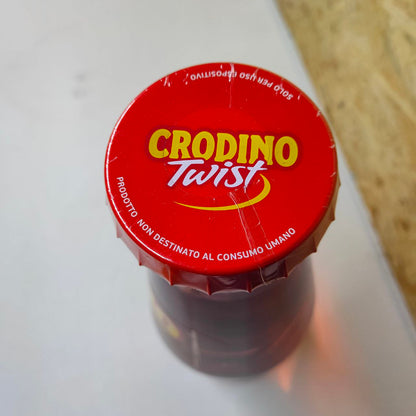 SOLO PER USO ESPOSITIVO
CRODINO
Twist
PRODOTTO NON DESTINATO AL CONSUMO UMANO